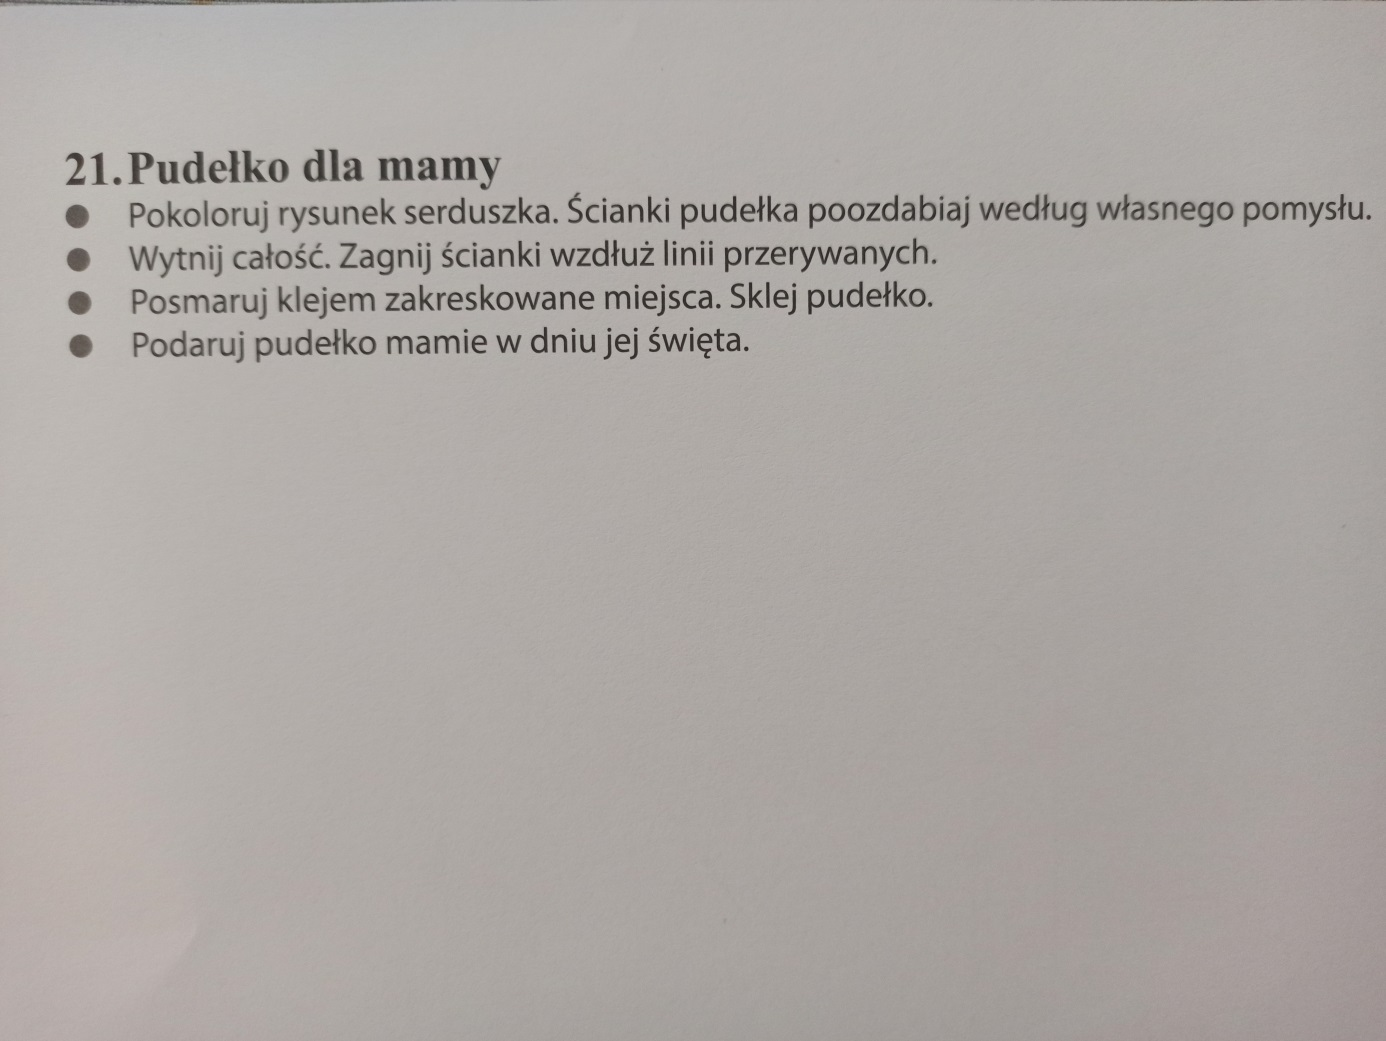 21. Pudełko dla mamy
● Pokoloruj rysunek serduszka. Ścianki pudełka poozdabiaj według własnego pomysłu.
● Wytnij całość. Zagnij ścianki wzdłuż linii przerywanych.
● Posmaruj klejem zakreskowane miejsca. Sklej pudełko.
● Podaruj pudełko mamie w dniu jej święta.